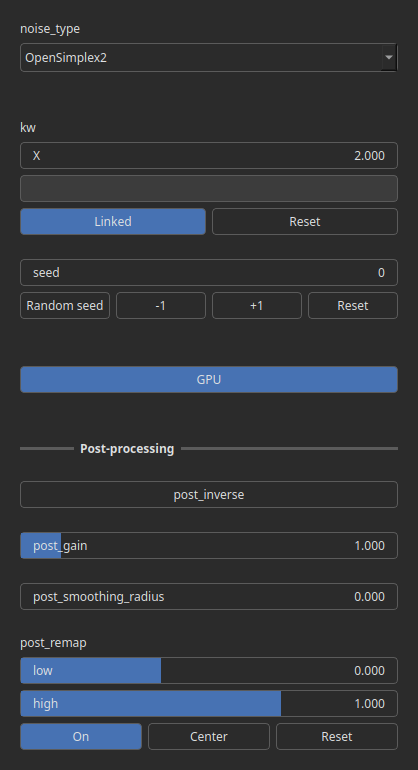 noise_type
OpenSimplex2
kw
X 2.000
Linked Reset
seed 0
Random seed -1 +1 Reset
GPU
Post-processing
post_inverse
post_gain 1.000
post_smoothing_radius 0.000
post_remap
low 0.000
high 1.000
On Center Reset